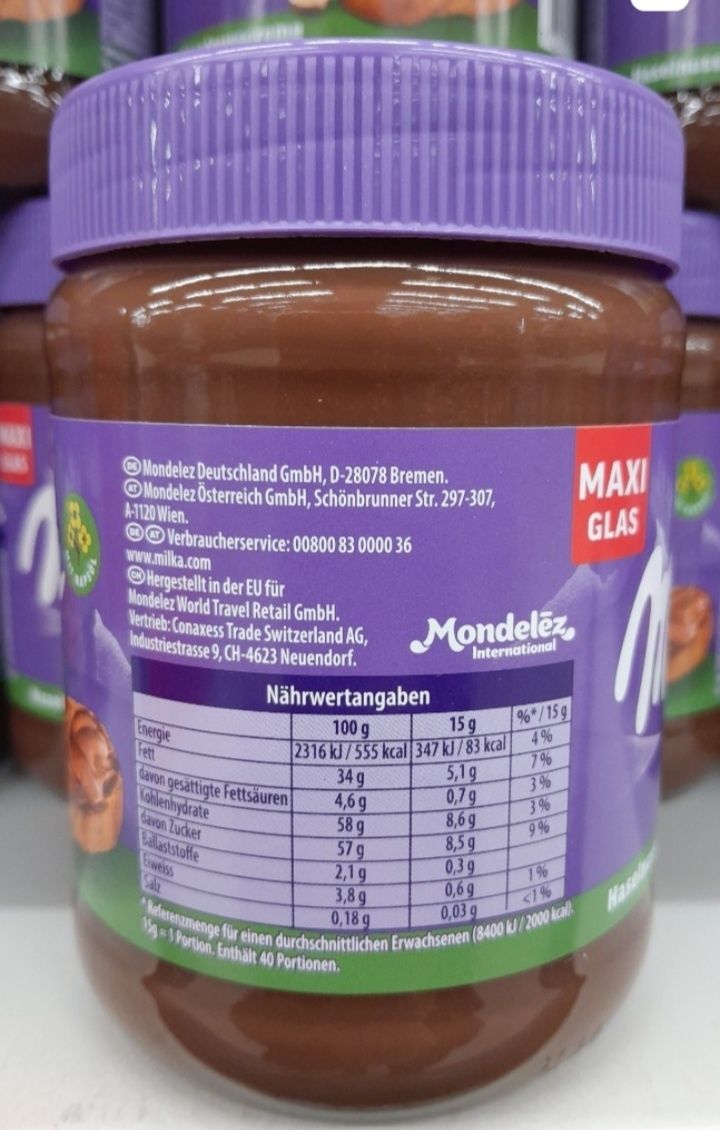 DE Mondelez Deutschland GmbH, D-28078 Bremen.
AT Mondelez Österreich GmbH, Schönbrunner Str. 297-307,
A-1120 Wien.
DE AT Verbraucherservice: 00800 83 0000 36
www.milka.com
CH Hergestellt in der EU für
Mondelez World Travel Retail GmbH.
Vertrieb: Conaxess Trade Switzerland AG,
Industriestrasse 9, CH-4623 Neuendorf.
MAXI
GLAS
Mondelēz
International
Nährwertangaben
100 g 15 g %*/15 g
Energie 2316 kJ / 555 kcal 347 kJ / 83 kcal 4 %
Fett 34 g 5,1 g 7 %
davon gesättigte Fettsäuren 4,6 g 0,7 g 3 %
Kohlenhydrate 58 g 8,6 g 3 %
davon Zucker 57 g 8,5 g 9 %
Ballaststoffe 2,1 g 0,3 g
Eiweiss 3,8 g 0,6 g 1 %
Salz 0,18 g 0,03 g <1 %
* Referenzmenge für einen durchschnittlichen Erwachsenen (8400 kJ / 2000 kcal).
15g = 1 Portion. Enthält 40 Portionen.
MAXI
GLAS